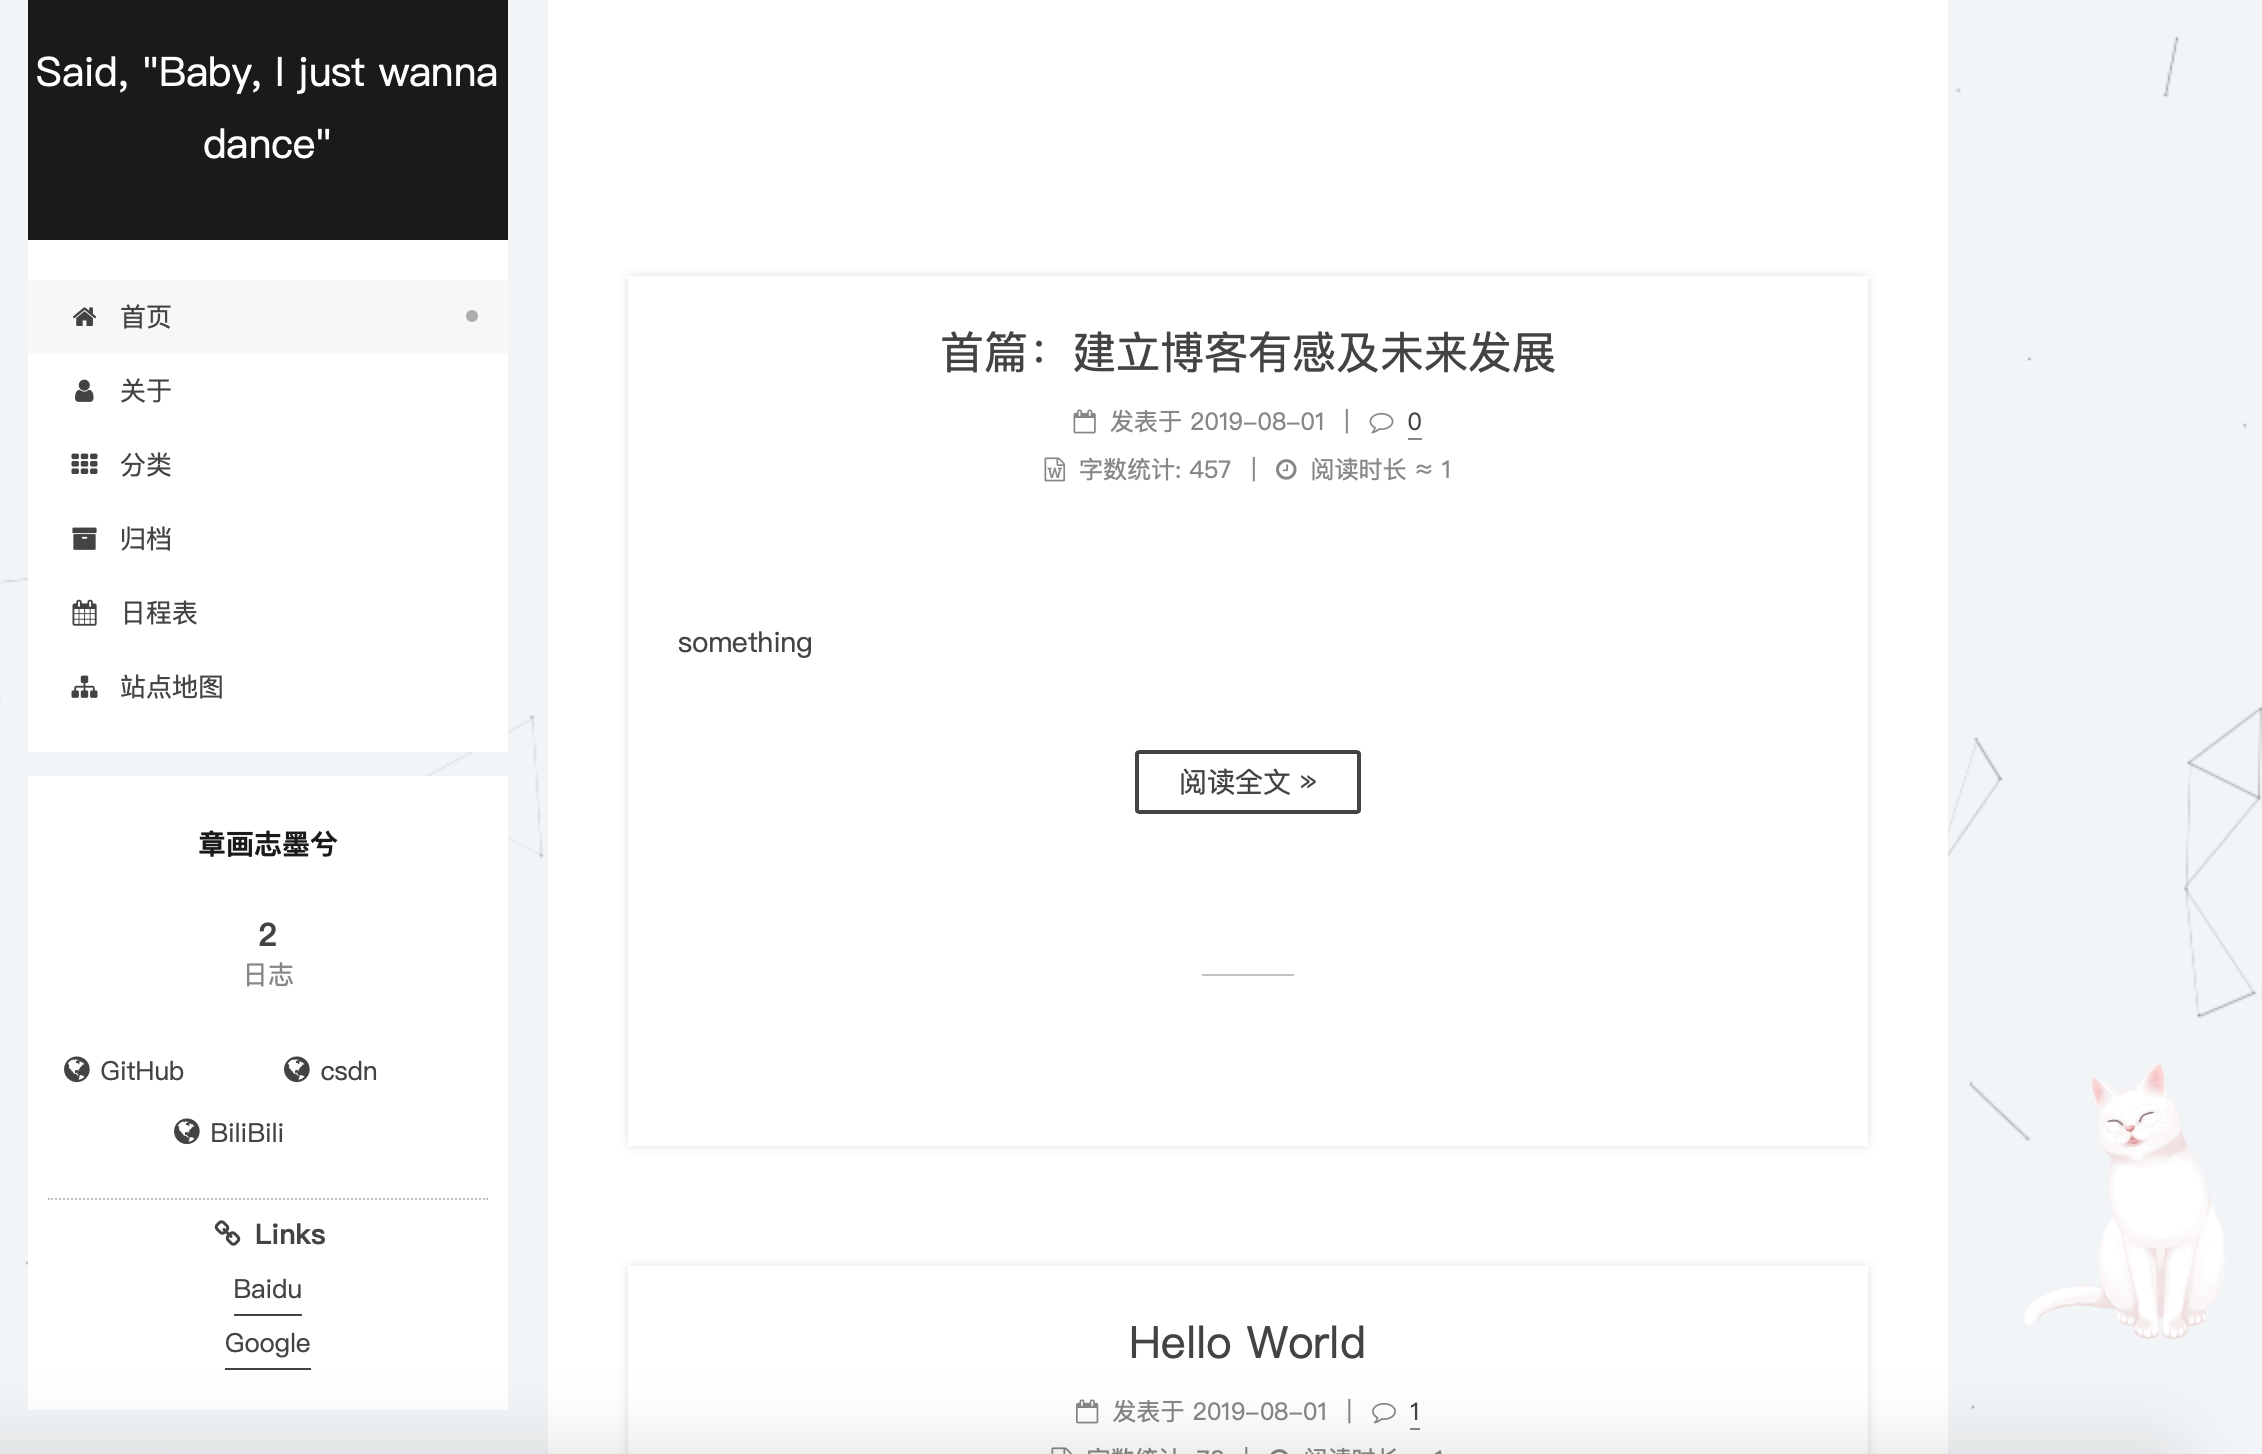 Said, "Baby, I just wanna
dance"
首页
关于
分类
归档
日程表
站点地图
章画志墨兮
2
日志
GitHub
csdn
BiliBili
Links
Baidu
Google
首篇：建立博客有感及未来发展
发表于 2019-08-01 | 0
字数统计: 457 | 阅读时长 ≈ 1
something
阅读全文 »
Hello World
发表于 2019-08-01 | 1